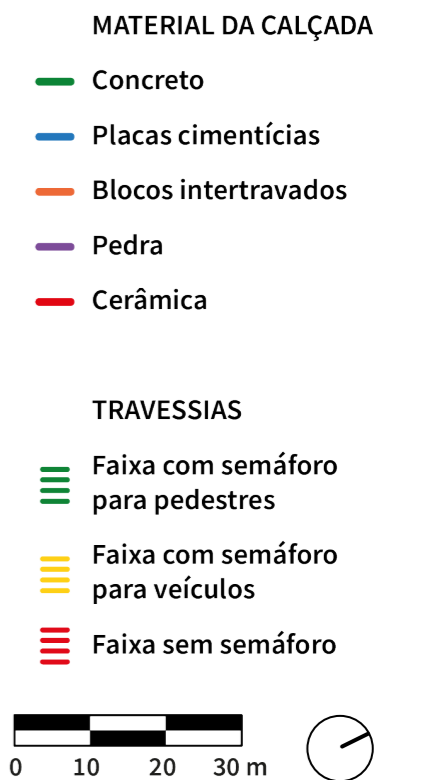 MATERIAL DA CALÇADA
Concreto
Placas cimentícias
Blocos intertravados
Pedra
Cerâmica
TRAVESSIAS
Faixa com semáforo
para pedestres
Faixa com semáforo
para veículos
Faixa sem semáforo
0 10 20 30 m